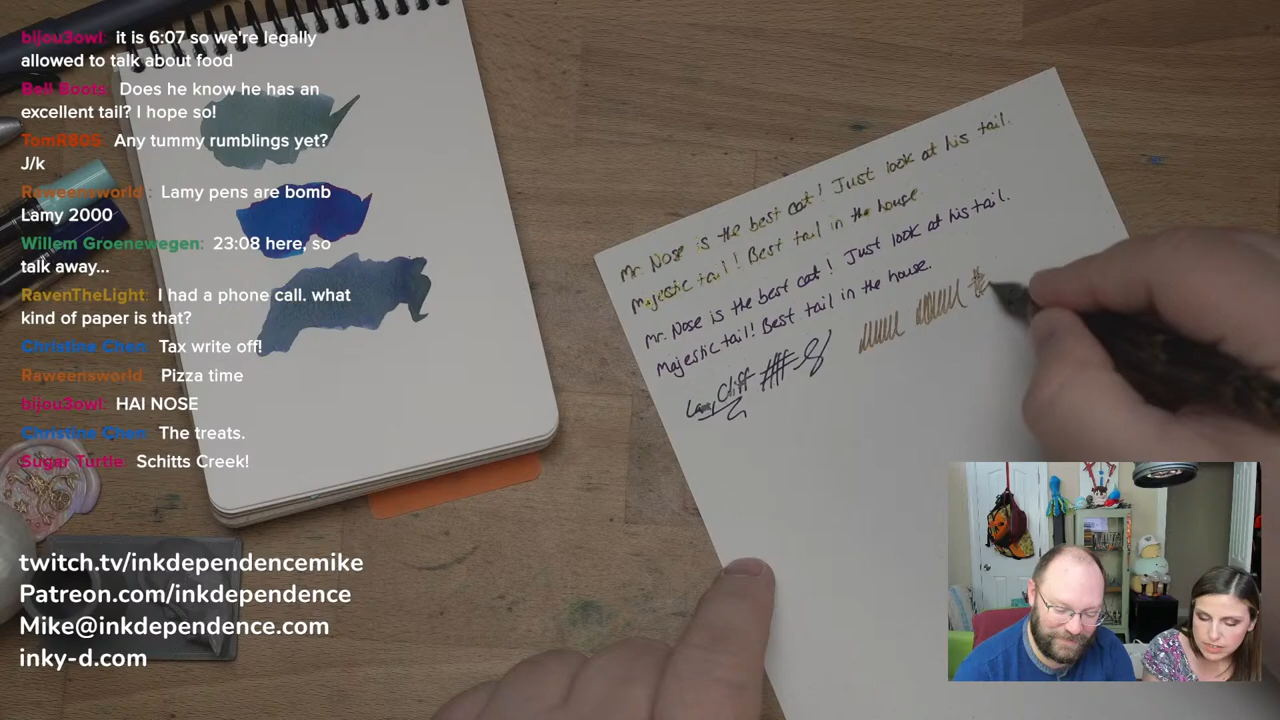 bijou3owl: it is 6:07 so we're legally
allowed to talk about food
Bell Boots: Does he know he has an
excellent tail? I hope so!
TomR805: Any tummy rumblings yet?
J/k
Raweensworld: Lamy pens are bomb
Lamy 2000
Willem Groenewegen: 23:08 here, so
talk away...
RavenTheLight: I had a phone call. what
kind of paper is that?
Christine Chen: Tax write off!
Raweensworld: Pizza time
bijou3owl: HAI NOSE
Christine Chen: The treats.
Sugar Turtle: Schitts Creek!
twitch.tv/inkdependencemike
Patreon.com/inkdependence
Mike@inkdependence.com
inky-d.com
Mr. Nose is the best cat! Just look at his tail.
Majestic tail! Best tail in the house
Mr. Nose is the best cat! Just look at his tail.
Majestic tail! Best tail in the house.
Lamy Cliff